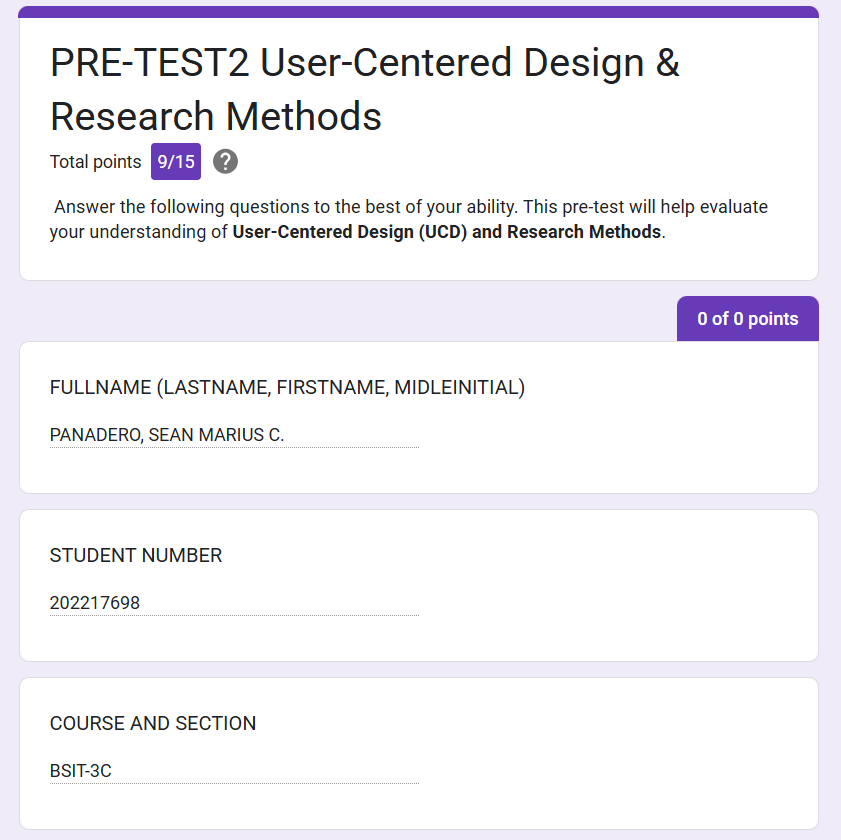 PRE-TEST2 User-Centered Design &
Research Methods
Total points 9/15 ?
Answer the following questions to the best of your ability. This pre-test will help evaluate
your understanding of User-Centered Design (UCD) and Research Methods.
0 of 0 points
FULLNAME (LASTNAME, FIRSTNAME, MIDLEINITIAL)
PANADERO, SEAN MARIUS C.
STUDENT NUMBER
202217698
COURSE AND SECTION
BSIT-3C